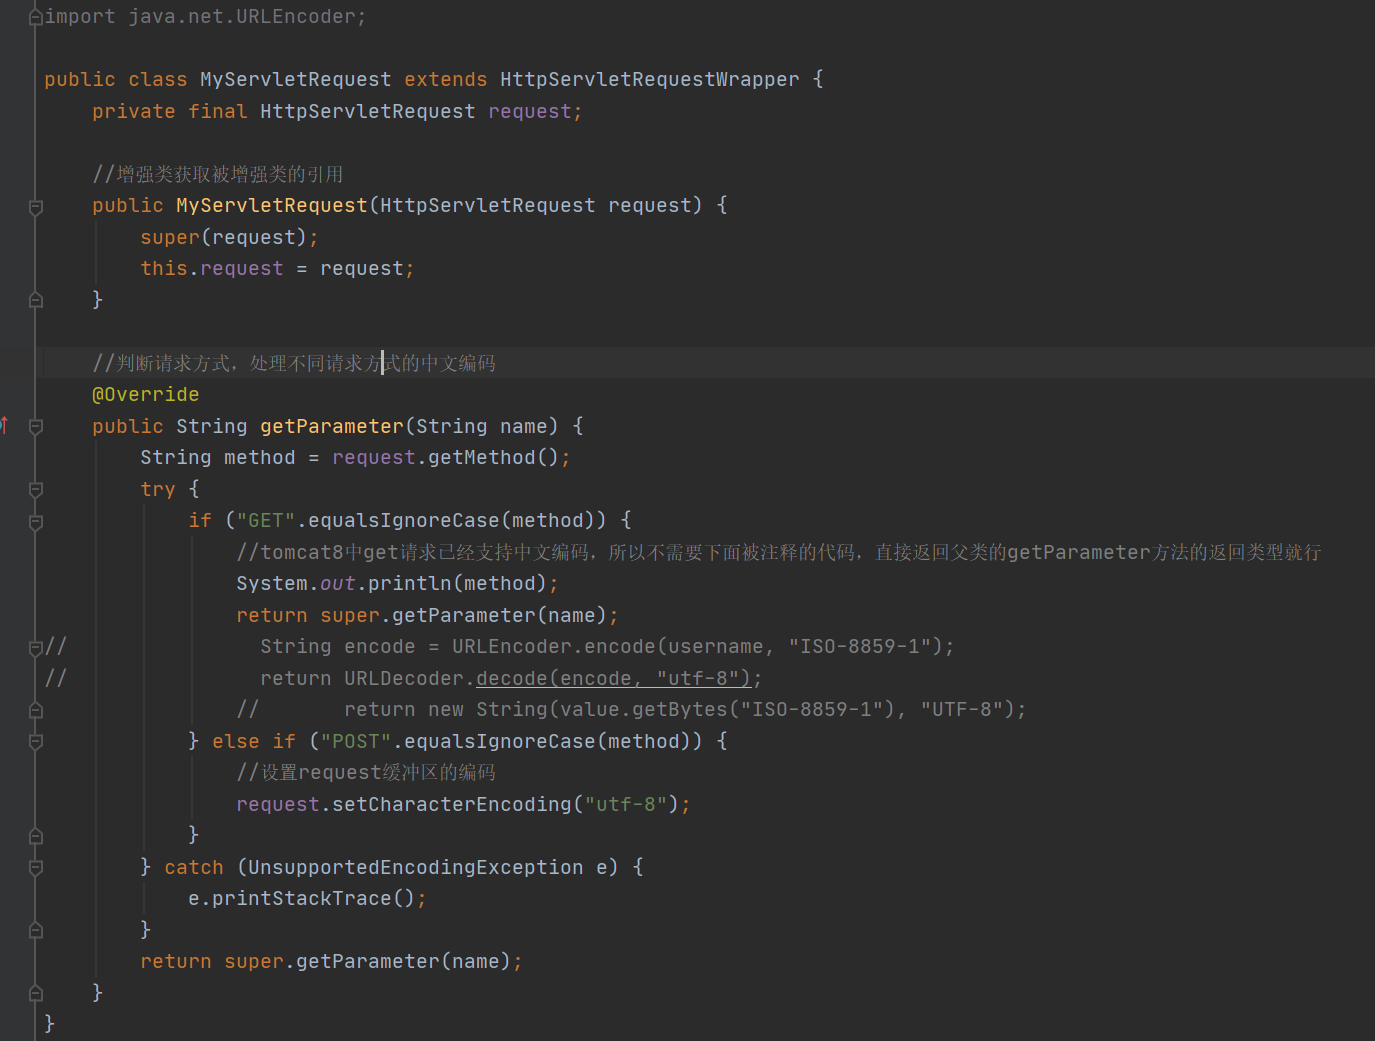 import java.net.URLEncoder;
public class MyServletRequest extends HttpServletRequestWrapper {
    private final HttpServletRequest request;
    //增强类获取被增强类的引用
    public MyServletRequest(HttpServletRequest request) {
        super(request);
        this.request = request;
    }
    //判断请求方式，处理不同请求方式的中文编码
    @Override
    public String getParameter(String name) {
        String method = request.getMethod();
        try {
            if ("GET".equalsIgnoreCase(method)) {
                //tomcat8中get请求已经支持中文编码，所以不需要下面被注释的代码，直接返回父类的getParameter方法的返回类型就行
                System.out.println(method);
                return super.getParameter(name);
//                String encode = URLEncoder.encode(username, "ISO-8859-1");
//                return URLDecoder.decode(encode, "utf-8");
                //       return new String(value.getBytes("ISO-8859-1"), "UTF-8");
            } else if ("POST".equalsIgnoreCase(method)) {
                //设置request缓冲区的编码
                request.setCharacterEncoding("utf-8");
            }
        } catch (UnsupportedEncodingException e) {
            e.printStackTrace();
        }
        return super.getParameter(name);
    }
}